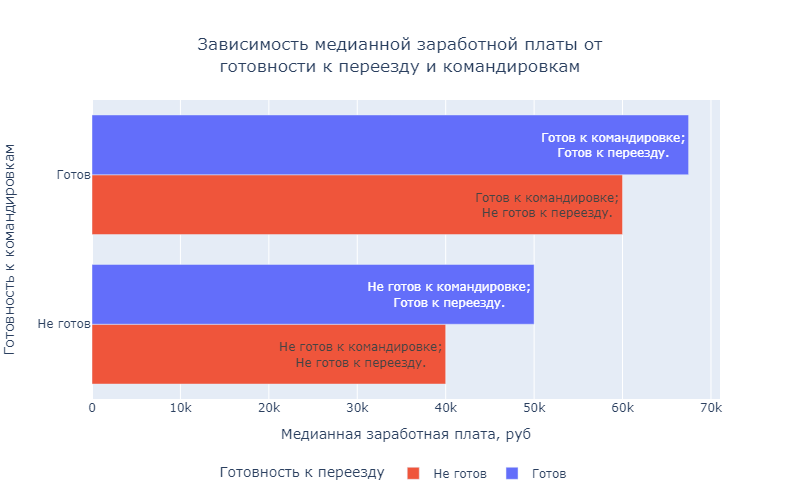 Зависимость медианной заработной платы от
готовности к переезду и командировкам
Готовность к командировкам
Готов
Готов к командировке;
Готов к переезду.
Готов к командировке;
Не готов к переезду.
Не готов
Не готов к командировке;
Готов к переезду.
Не готов к командировке;
Не готов к переезду.
0 10k 20k 30k 40k 50k 60k 70k
Медианная заработная плата, руб
Готовность к переезду Не готов Готов